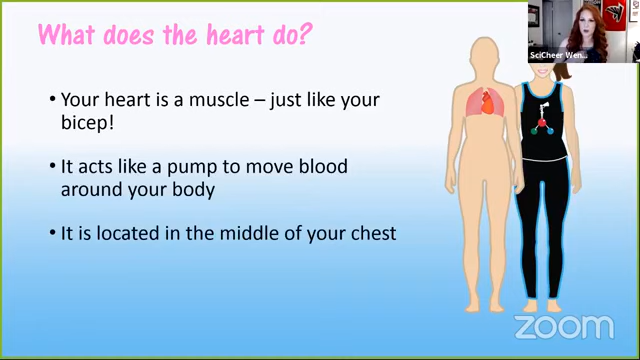 What does the heart do?
SciCheer Wen...
• Your heart is a muscle – just like your
bicep!
• It acts like a pump to move blood
around your body
• It is located in the middle of your chest
zoom